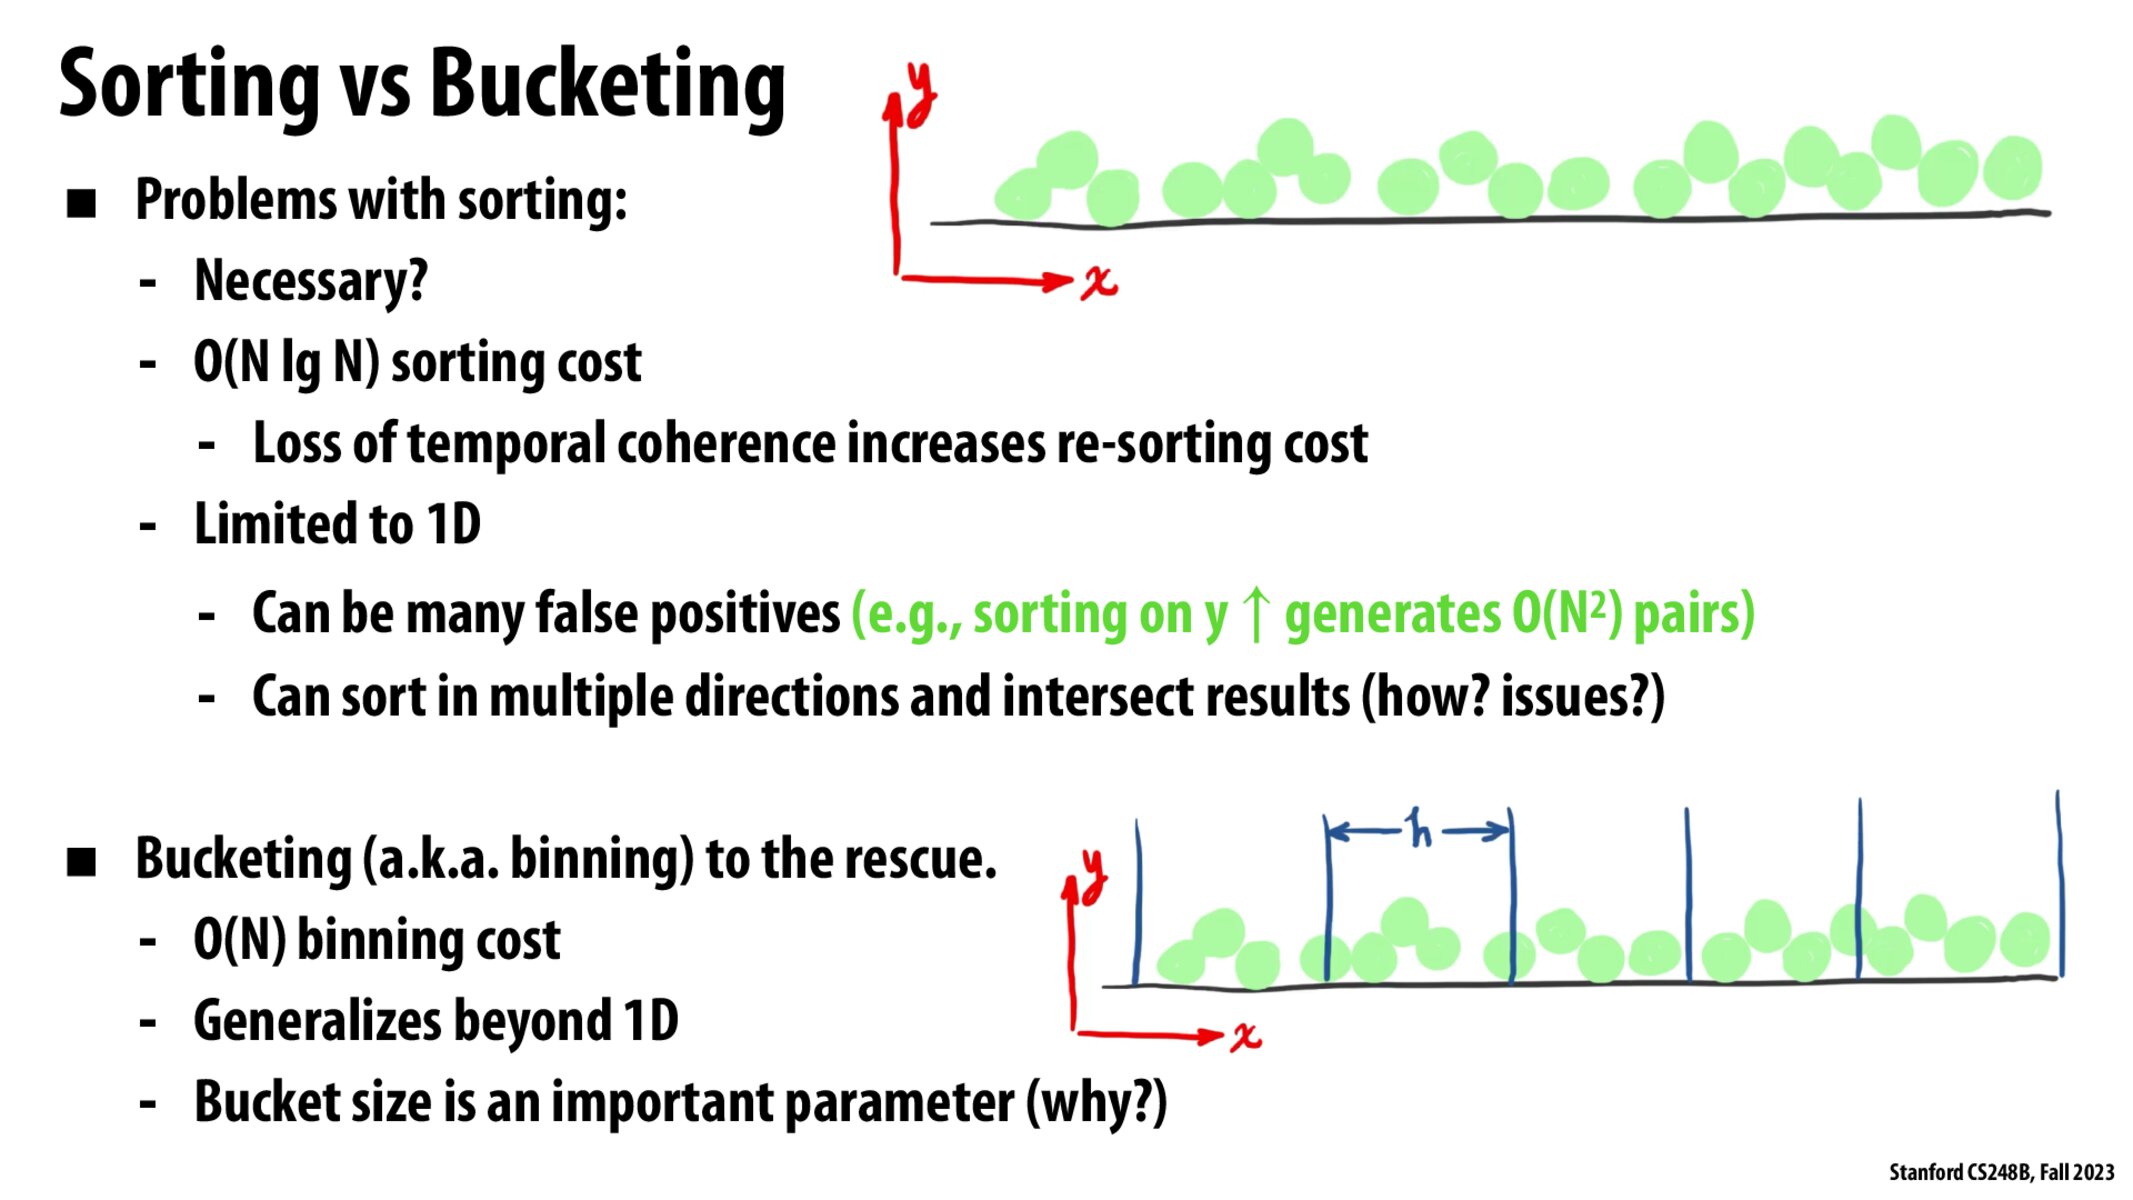 Sorting vs Bucketing
y
x
■ Problems with sorting:
- Necessary?
- O(N lg N) sorting cost
- Loss of temporal coherence increases re-sorting cost
- Limited to 1D
- Can be many false positives (e.g., sorting on y ↑ generates O(N²) pairs)
- Can sort in multiple directions and intersect results (how? issues?)
■ Bucketing (a.k.a. binning) to the rescue.
- O(N) binning cost
- Generalizes beyond 1D
- Bucket size is an important parameter (why?)
h
y
x
Stanford CS248B, Fall 2023